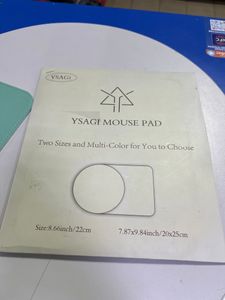 YSAGi
YSAGI MOUSE PAD
Two Sizes and Multi-Color for You to Choose
Size:8.66inch/22cm
7.87x9.84inch/20x25cm